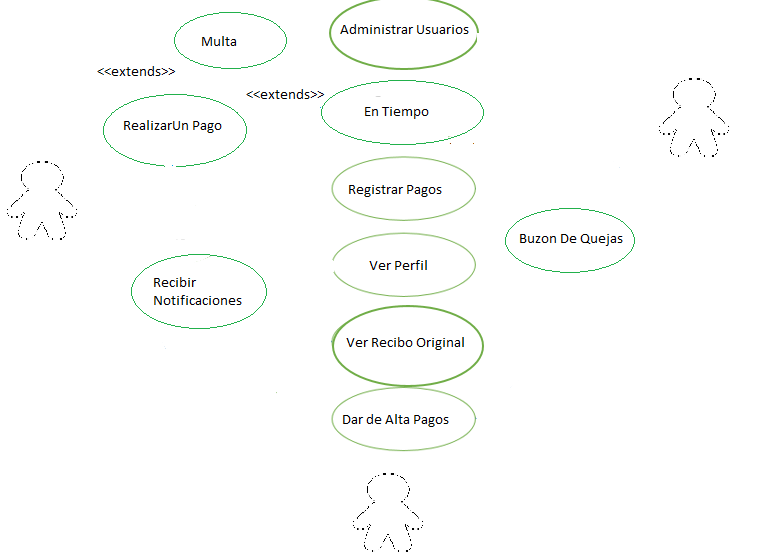 Administrar Usuarios
Multa
<<extends>>
<<extends>>
En Tiempo
RealizarUn Pago
Registrar Pagos
Buzon De Quejas
Ver Perfil
Recibir
Notificaciones
Ver Recibo Original
Dar de Alta Pagos